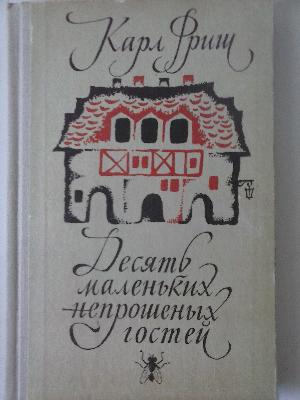 Карл Фриш
Десять
маленьких
непрошеных
гостей